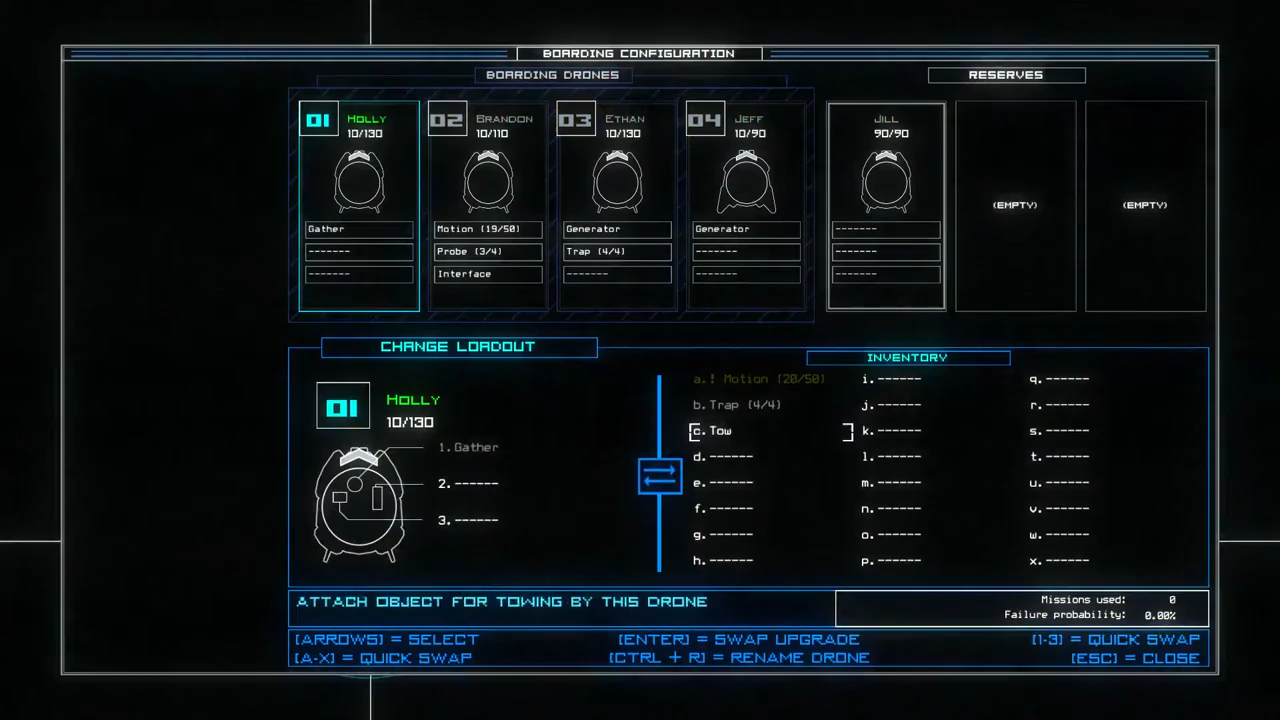 BOARDING CONFIGURATION
BOARDING DRONES
RESERVES
01 HOLLY 10/130
Gather
-------
-------
02 BRANDON 10/110
Motion (19/50)
Probe (3/4)
Interface
03 ETHAN 10/130
Generator
Trap (4/4)
-------
04 JEFF 10/90
Generator
-------
-------
JILL 90/90
-------
-------
-------
(EMPTY)
(EMPTY)
CHANGE LOADOUT
INVENTORY
01 HOLLY
10/130
1.Gather
2.------
3.------
a.! Motion (20/50)
b.Trap (4/4)
c.Tow
d.------
e.------
f.------
g.------
h.------
i.------
j.------
k.------
l.------
m.------
n.------
o.------
p.------
q.------
r.------
s.------
t.------
u.------
v.------
w.------
x.------
ATTACH OBJECT FOR TOWING BY THIS DRONE
Missions used: 0
Failure probability: 0.00%
[ARROWS] = SELECT
[ENTER] = SWAP UPGRADE
[1-3] = QUICK SWAP
[A-X] = QUICK SWAP
[CTRL + R] = RENAME DRONE
[ESC] = CLOSE